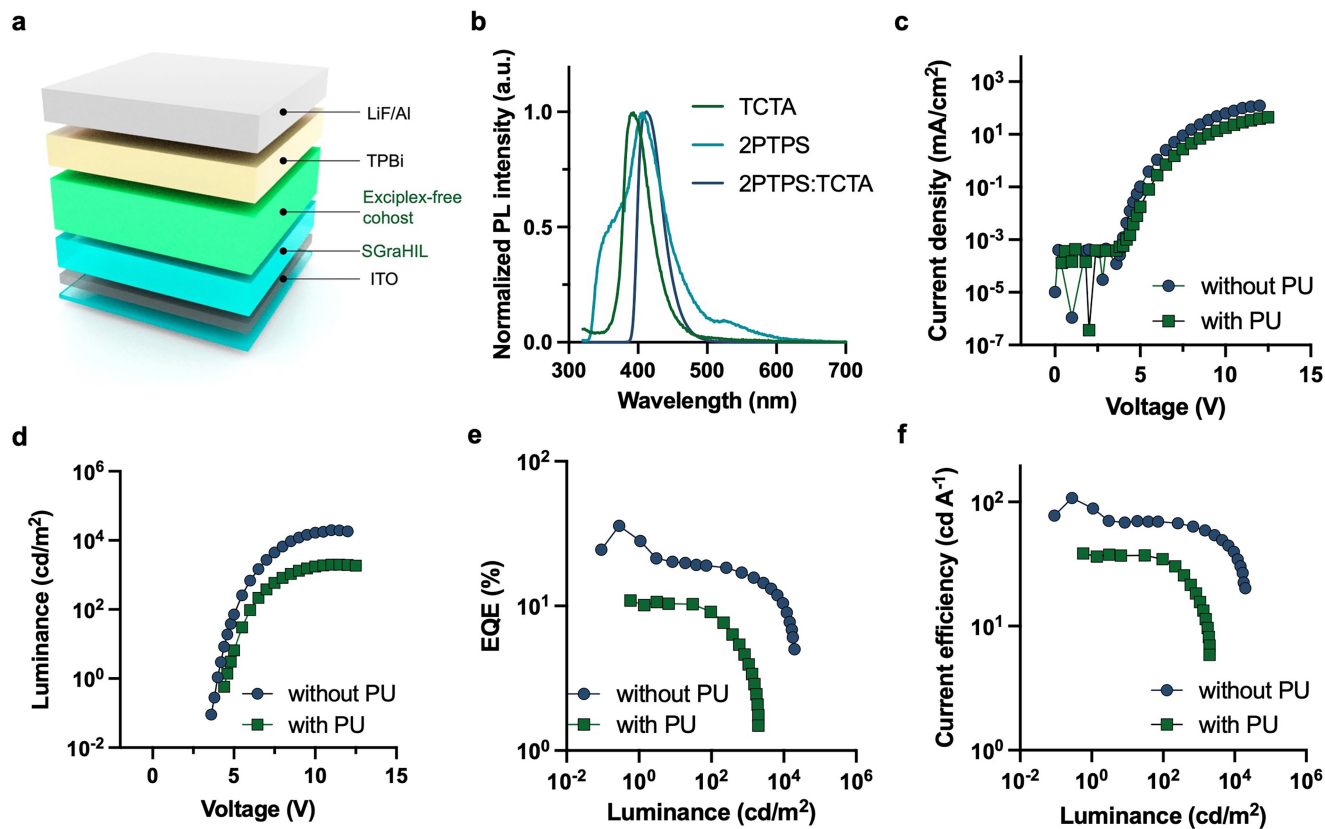 a
LiF/Al
TPBi
Exciplex-free
cohost
SGraHIL
ITO
b
Normalized PL intensity (a.u.)
1.0
0.5
0.0
300 400 500 600 700
Wavelength (nm)
TCTA
2PTPS
2PTPS:TCTA
c
Current density (mA/cm²)
10³
10¹
10⁻¹
10⁻³
10⁻⁵
10⁻⁷
0 5 10 15
Voltage (V)
without PU
with PU
d
Luminance (cd/m²)
10⁶
10⁴
10²
10⁰
10⁻²
0 5 10 15
Voltage (V)
without PU
with PU
e
EQE (%)
10²
10¹
10⁰
10⁻² 10⁰ 10² 10⁴ 10⁶
Luminance (cd/m²)
without PU
with PU
f
Current efficiency (cd A⁻¹)
10²
10¹
10⁰
10⁻² 10⁰ 10² 10⁴ 10⁶
Luminance (cd/m²)
without PU
with PU